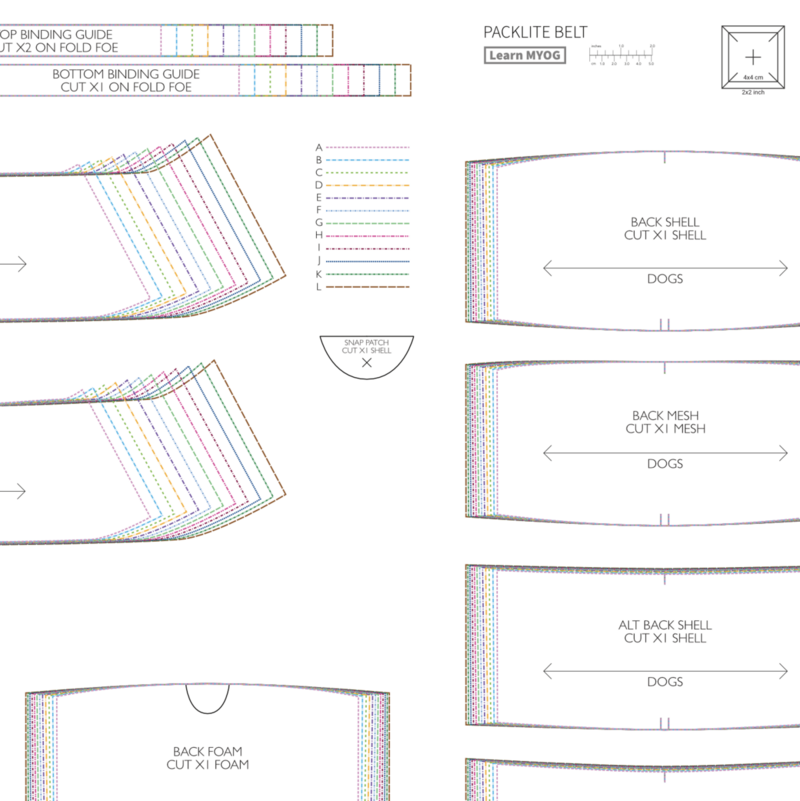 OP BINDING GUIDE
UT X2 ON FOLD FOE
BOTTOM BINDING GUIDE
CUT X1 ON FOLD FOE
A
B
C
D
E
F
G
H
I
J
K
L
SNAP PATCH
CUT X1 SHELL
BACK FOAM
CUT X1 FOAM
PACKLITE BELT
Learn MYOG
4x4 cm
2x2 inch
BACK SHELL
CUT X1 SHELL
DOGS
BACK MESH
CUT X1 MESH
DOGS
ALT BACK SHELL
CUT X1 SHELL
DOGS